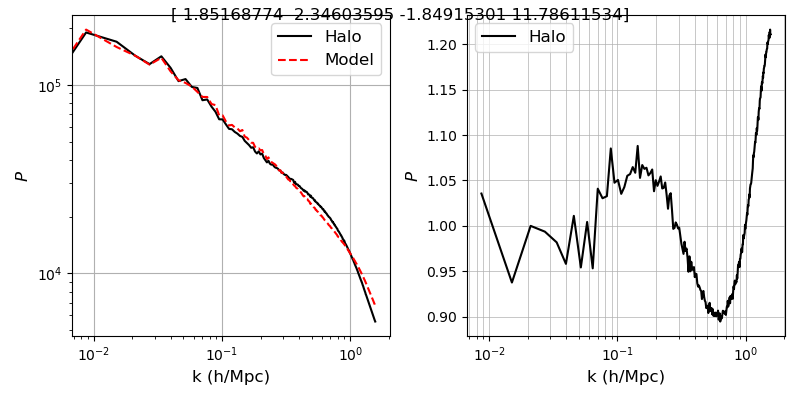 [ 1.85168774  2.34603595 -1.84915301 11.78611534]
Halo
Model
10^5
10^4
P
10^-2
10^-1
10^0
k (h/Mpc)
Halo
1.20
1.15
1.10
1.05
1.00
0.95
0.90
P
10^-2
10^-1
10^0
k (h/Mpc)